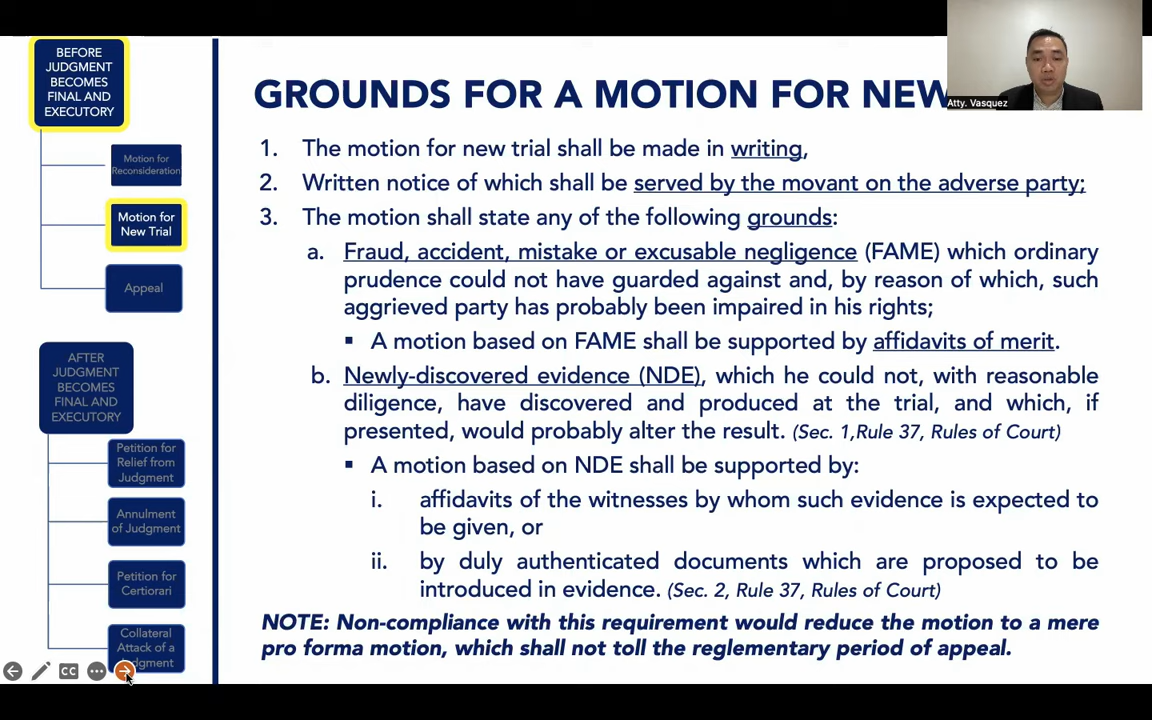 BEFORE
JUDGMENT
BECOMES
FINAL AND
EXECUTORY
Motion for
Reconsideration
Motion for
New Trial
Appeal
AFTER
JUDGMENT
BECOMES
FINAL AND
EXECUTORY
Petition for
Relief from
Judgment
Annulment
of Judgment
Petition for
Certiorari
Collateral
Attack of a
CC
GROUNDS FOR A MOTION FOR NEW
Atty. Vasquez
1. The motion for new trial shall be made in writing,
2. Written notice of which shall be served by the movant on the adverse party;
3. The motion shall state any of the following grounds:
a. Fraud, accident, mistake or excusable negligence (FAME) which ordinary
prudence could not have guarded against and, by reason of which, such
aggrieved party has probably been impaired in his rights;
▪ A motion based on FAME shall be supported by affidavits of merit.
b. Newly-discovered evidence (NDE), which he could not, with reasonable
diligence, have discovered and produced at the trial, and which, if
presented, would probably alter the result. (Sec. 1,Rule 37, Rules of Court)
▪ A motion based on NDE shall be supported by:
i. affidavits of the witnesses by whom such evidence is expected to
be given, or
ii. by duly authenticated documents which are proposed to be
introduced in evidence. (Sec. 2, Rule 37, Rules of Court)
NOTE: Non-compliance with this requirement would reduce the motion to a mere
pro forma motion, which shall not toll the reglementary period of appeal.